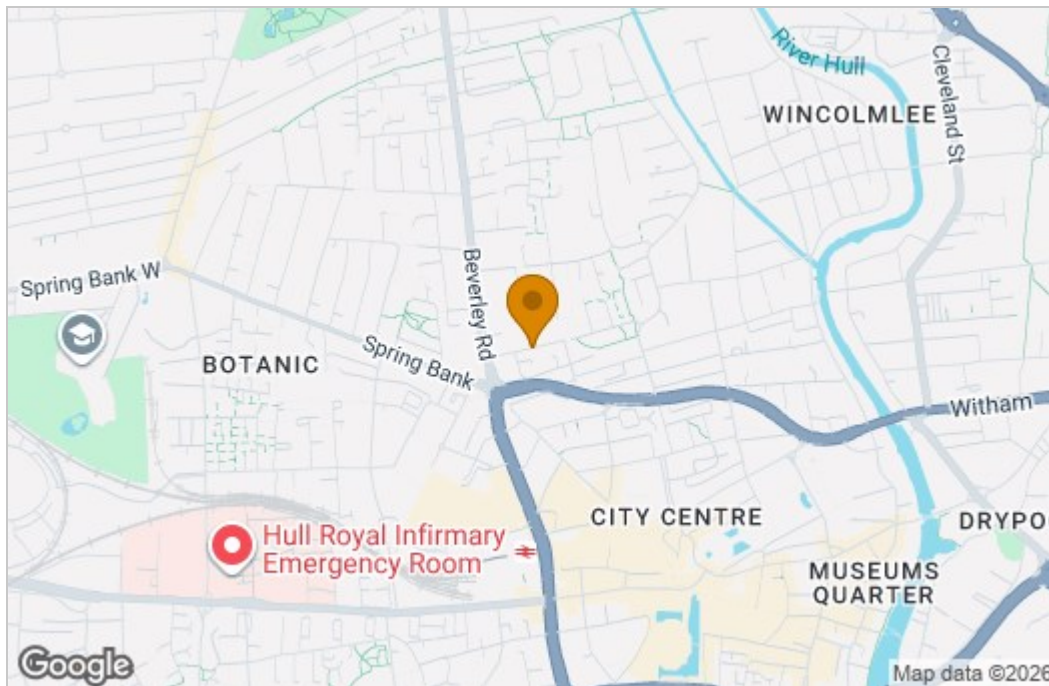 River Hull
Cleveland St
WINCOLMLEE
Spring Bank W
Beverley Rd
BOTANIC
Spring Bank
Witham
CITY CENTRE
DRYPO
Hull Royal Infirmary
Emergency Room
MUSEUMS
QUARTER
Google
Map data ©2026